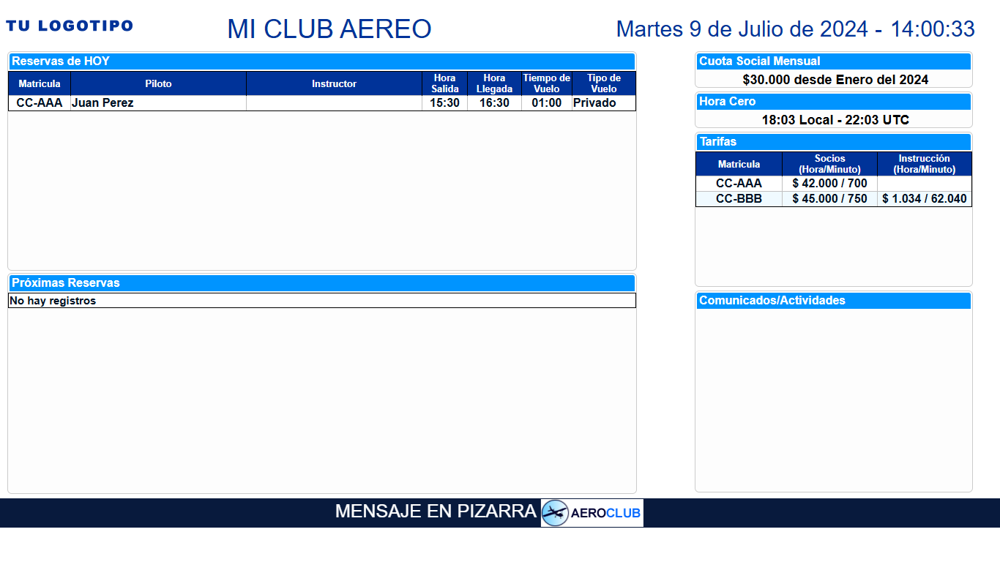 TU LOGOTIPO
MI CLUB AEREO
Martes 9 de Julio de 2024 - 14:00:33
Reservas de HOY
Matricula Piloto Instructor Hora Salida Hora Llegada Tiempo de Vuelo Tipo de Vuelo
CC-AAA Juan Perez 15:30 16:30 01:00 Privado
Próximas Reservas
No hay registros
Cuota Social Mensual
$30.000 desde Enero del 2024
Hora Cero
18:03 Local - 22:03 UTC
Tarifas
Matricula Socios (Hora/Minuto) Instrucción (Hora/Minuto)
CC-AAA $ 42.000 / 700
CC-BBB $ 45.000 / 750 $ 1.034 / 62.040
Comunicados/Actividades
MENSAJE EN PIZARRA AEROCLUB